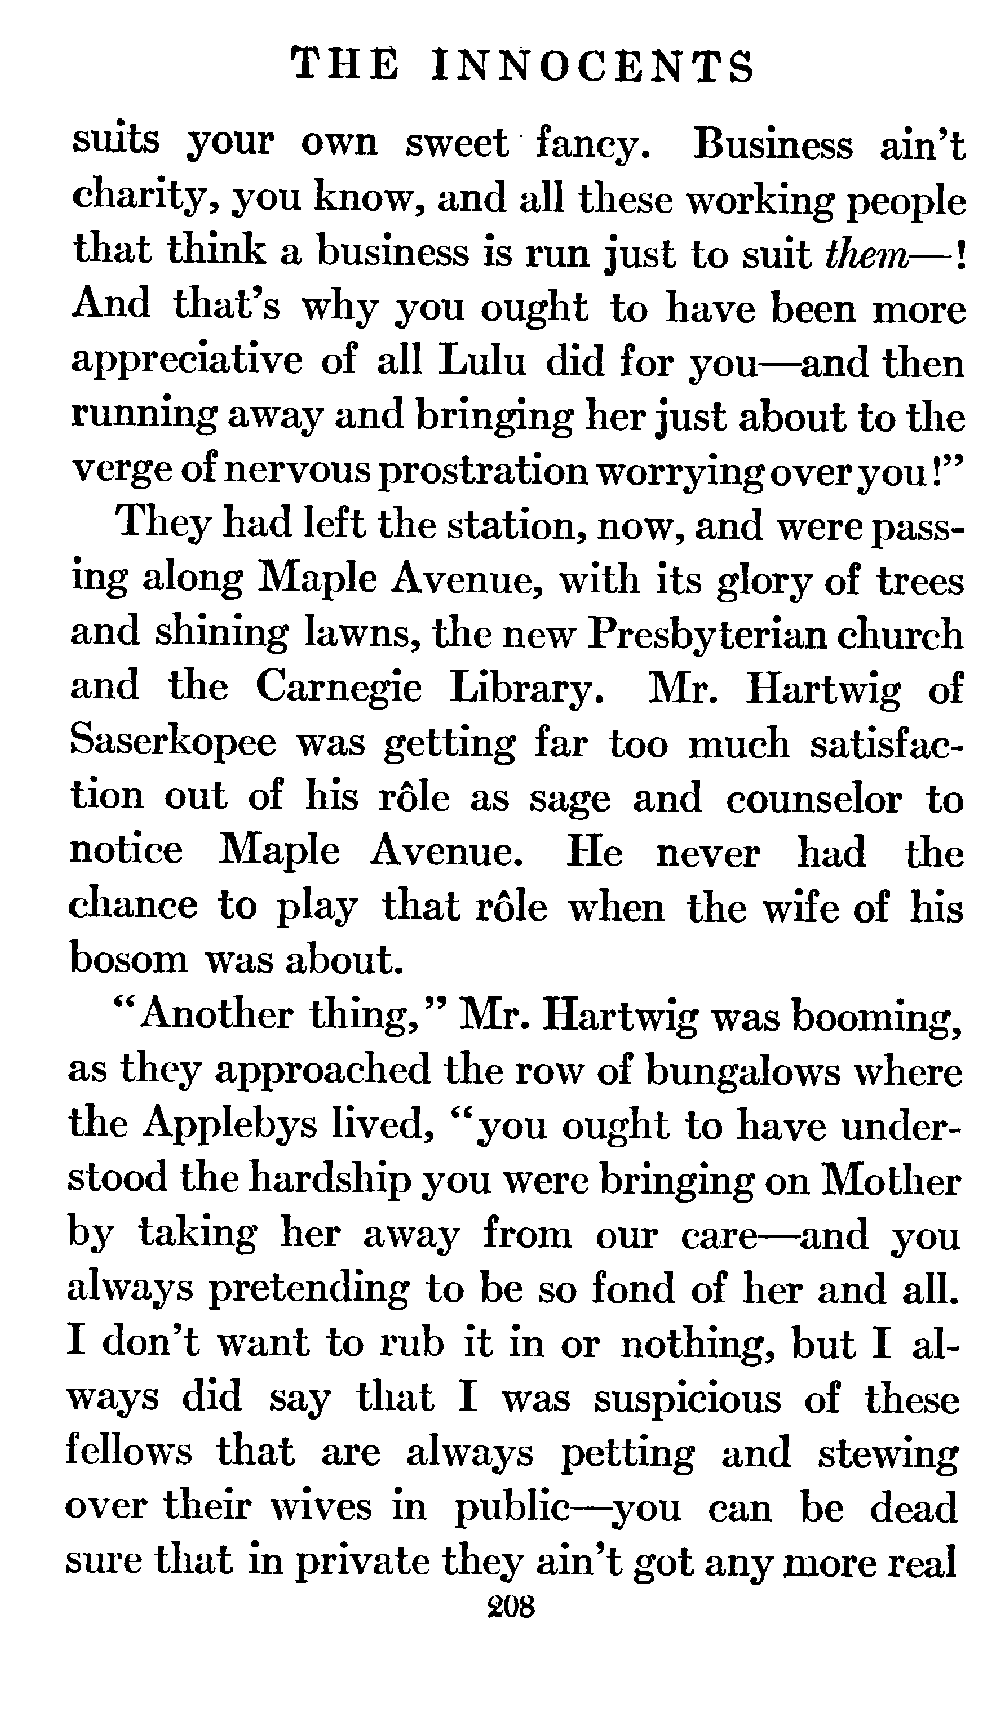 THE INNOCENTS
suits your own sweet fancy. Business ain't
charity, you know, and all these working people
that think a business is run just to suit them—!
And that's why you ought to have been more
appreciative of all Lulu did for you—and then
running away and bringing her just about to the
verge of nervous prostration worrying over you!”
They had left the station, now, and were pass-
ing along Maple Avenue, with its glory of trees
and shining lawns, the new Presbyterian church
and the Carnegie Library. Mr. Hartwig of
Saserkopee was getting far too much satisfac-
tion out of his rôle as sage and counselor to
notice Maple Avenue. He never had the
chance to play that rôle when the wife of his
bosom was about.
“Another thing,” Mr. Hartwig was booming,
as they approached the row of bungalows where
the Applebys lived, “you ought to have under-
stood the hardship you were bringing on Mother
by taking her away from our care—and you
always pretending to be so fond of her and all.
I don't want to rub it in or nothing, but I al-
ways did say that I was suspicious of these
fellows that are always petting and stewing
over their wives in public—you can be dead
sure that in private they ain't got any more real
208